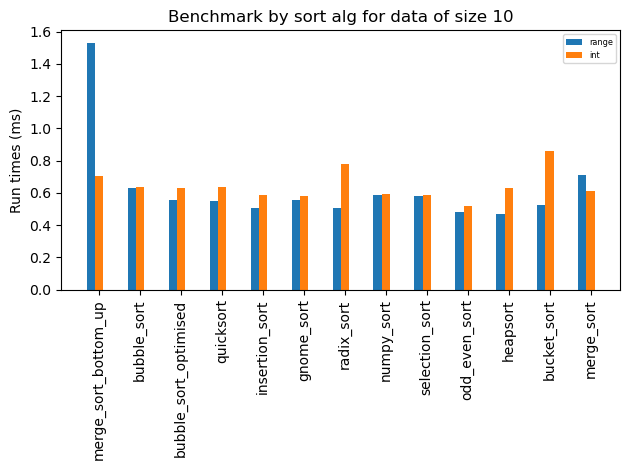 Benchmark by sort alg for data of size 10
range
int
Run times (ms)
1.6
1.4
1.2
1.0
0.8
0.6
0.4
0.2
0.0
merge_sort_bottom_up
bubble_sort
bubble_sort_optimised
quicksort
insertion_sort
gnome_sort
radix_sort
numpy_sort
selection_sort
odd_even_sort
heapsort
bucket_sort
merge_sort